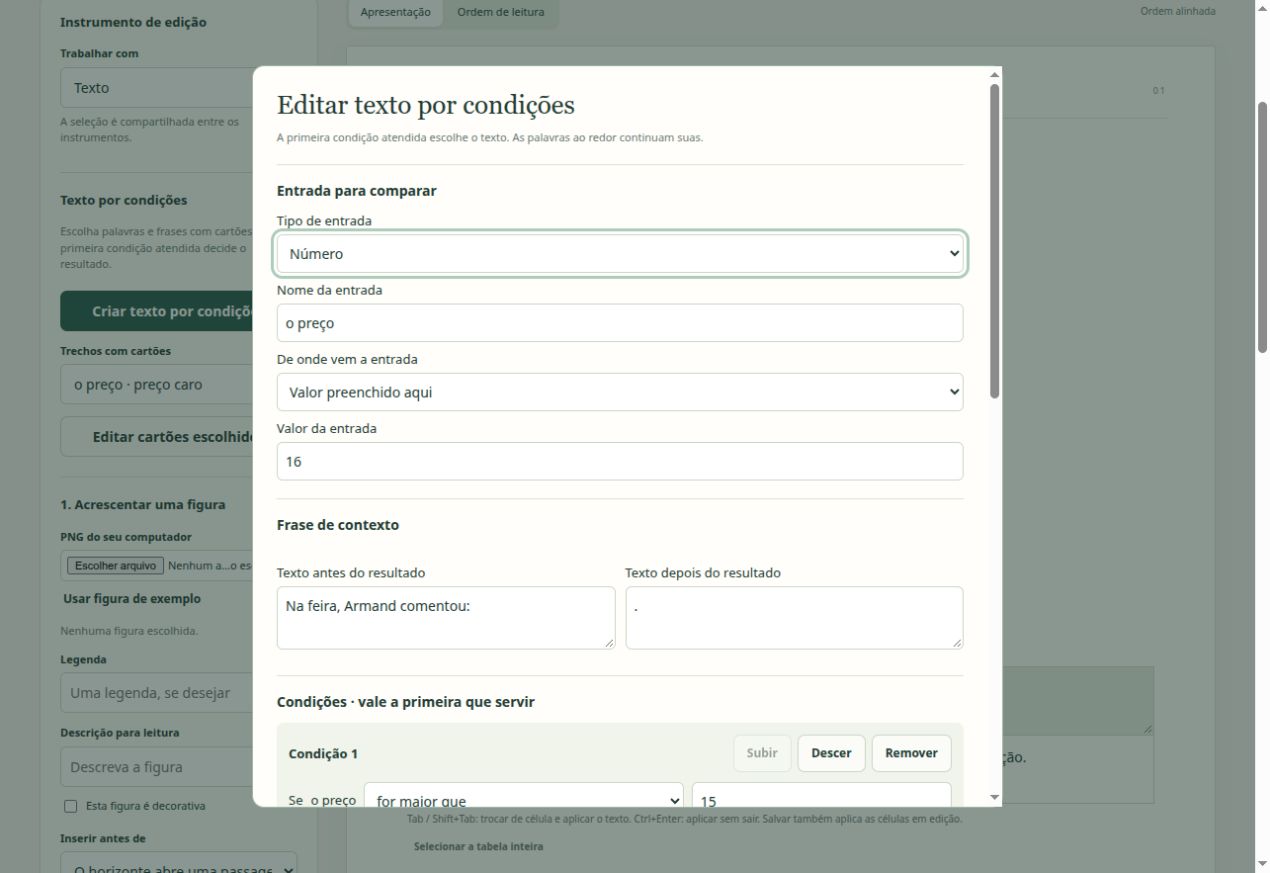 Instrumento de edição
Trabalhar com
Texto
A seleção é compartilhada entre os
instrumentos.
Texto por condições
Escolha palavras e frases com cartões
primeira condição atendida decide o
resultado.
Criar texto por
Trechos com cartões
o preço · preço caro
Editar cartões
1. Acrescentar uma figura
PNG do seu computador
Escolher arquivo Nenhum a...o
Usar figura de exemplo
Nenhuma figura escolhida.
Legenda
Uma legenda, se desejar
Descrição para leitura
Descreva a figura
Esta figura é decorativa
Inserir antes de
O horizonte abre uma
Apresentação Ordem de leitura
Ordem alinhada
0.1
Editar texto por condições
A primeira condição atendida escolhe o texto. As palavras ao redor continuam suas.
Entrada para comparar
Tipo de entrada
Número
Nome da entrada
o preço
De onde vem a entrada
Valor preenchido aqui
Valor da entrada
16
Frase de contexto
Texto antes do resultado
Na feira, Armand comentou:
Texto depois do resultado
.
Condições · vale a primeira que servir
Condição 1 Subir Descer Remover
Se o preço for maior que 15
Tab / Shift+Tab: trocar de célula e aplicar o texto. Ctrl+Enter: aplicar sem sair. Salvar também aplica as células em edição.
Selecionar a tabela inteira